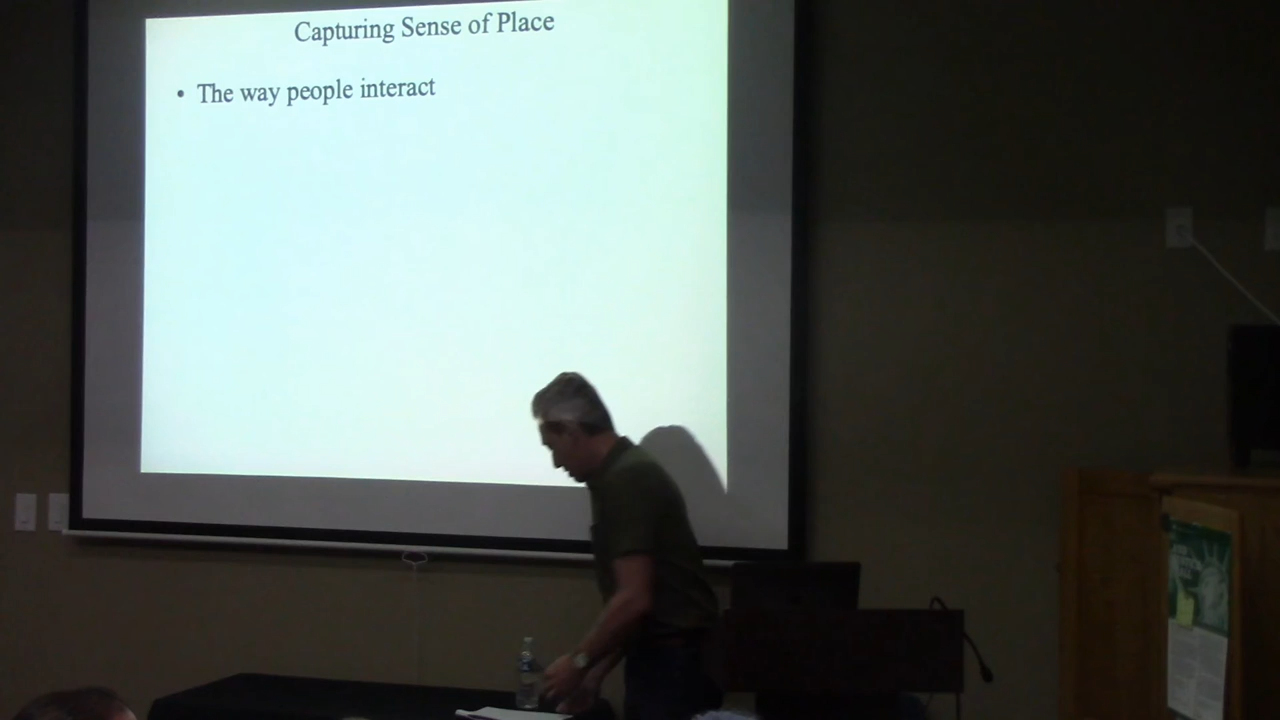 Capturing Sense of Place
• The way people interact